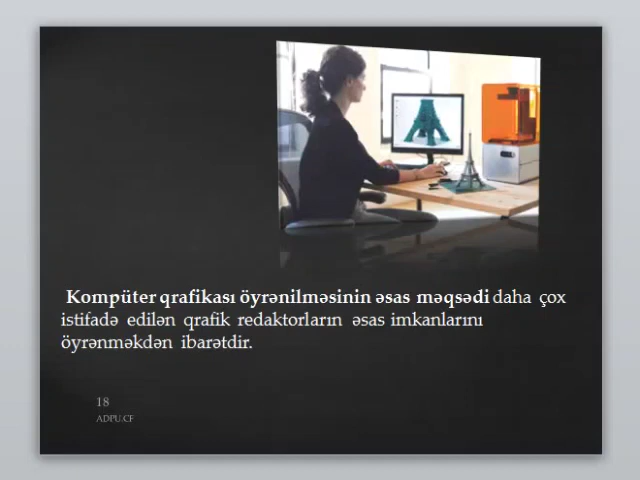 Kompüter qrafikası öyrənilməsinin əsas məqsədi daha çox
istifadə edilən qrafik redaktorların əsas imkanlarını
öyrənməkdən ibarətdir.
18
ADPU.CF